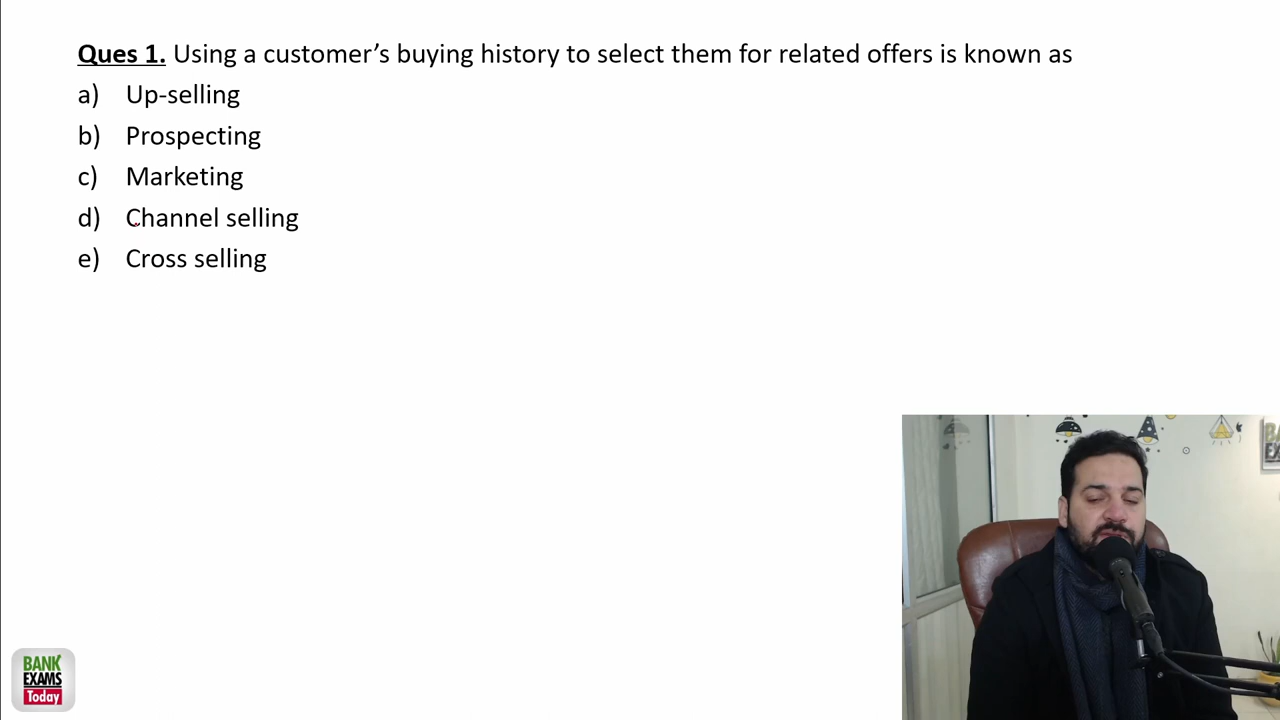 Ques 1. Using a customer’s buying history to select them for related offers is known as
a) Up-selling
b) Prospecting
c) Marketing
d) Channel selling
e) Cross selling
BANK
EXAMS
Today